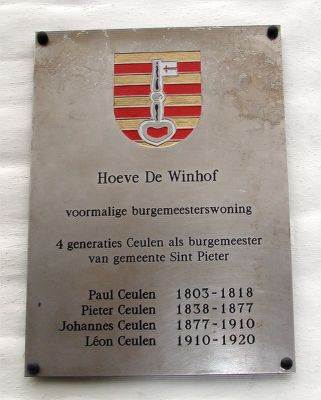 Hoeve De Winhof
voormalige burgemeesterswoning
4 generaties Ceulen als burgemeester
van gemeente Sint Pieter
Paul Ceulen 1803-1818
Pieter Ceulen 1838-1877
Johannes Ceulen 1877-1910
Léon Ceulen 1910-1920